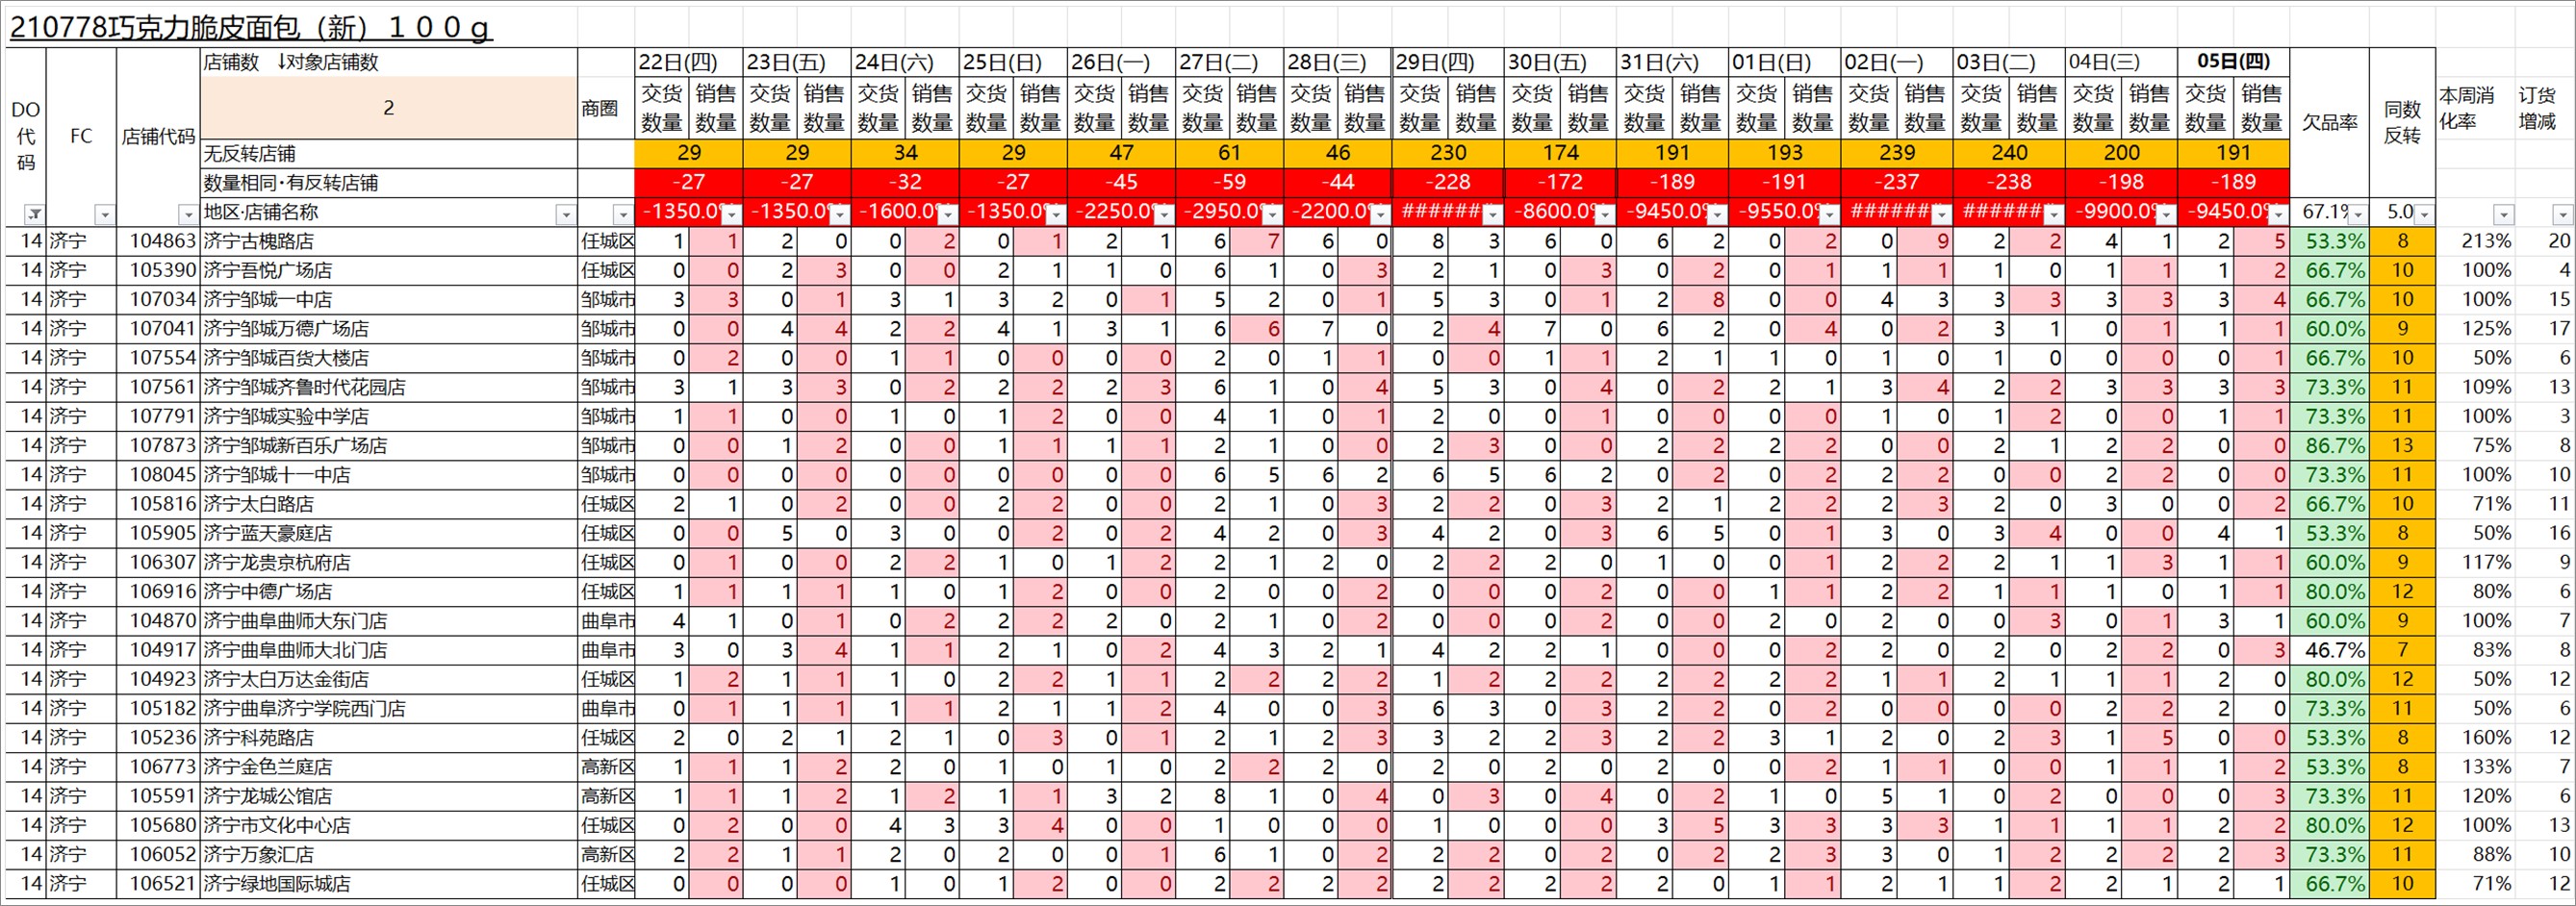 210778巧克力脆皮面包（新）１００ｇ
DO代码 FC 店铺代码 店铺数 ↓对象店铺数 商圈 22日(四) 23日(五) 24日(六) 25日(日) 26日(一) 27日(二) 28日(三) 29日(四) 30日(五) 31日(六) 01日(日) 02日(一) 03日(二) 04日(三) 05日(四) 欠品率 同数反转 本周消化率 订货增减
2 交货数量 销售数量 交货数量 销售数量 交货数量 销售数量 交货数量 销售数量 交货数量 销售数量 交货数量 销售数量 交货数量 销售数量 交货数量 销售数量 交货数量 销售数量 交货数量 销售数量 交货数量 销售数量 交货数量 销售数量 交货数量 销售数量 交货数量 销售数量 交货数量 销售数量
无反转店铺 29 29 34 29 47 61 46 230 174 191 193 239 240 200 191
数量相同·有反转店铺 -27 -27 -32 -27 -45 -59 -44 -228 -172 -189 -191 -237 -238 -198 -189
地区·店铺名称 -1350.0% -1350.0% -1600.0% -1350.0% -2250.0% -2950.0% -2200.0% ####### -8600.0% -9450.0% -9550.0% ####### ####### -9900.0% -9450.0% 67.1% 5.0
14 济宁 104863 济宁古槐路店 任城区 1 1 2 0 0 2 0 1 2 1 6 7 6 0 8 3 6 0 6 2 0 2 0 9 2 2 4 1 2 5 53.3% 8 213% 20
14 济宁 105390 济宁吾悦广场店 任城区 0 0 2 3 0 0 2 1 1 0 6 1 0 3 2 1 0 3 0 2 0 1 1 1 1 0 1 1 1 2 66.7% 10 100% 4
14 济宁 107034 济宁邹城一中店 邹城市 3 3 0 1 3 1 3 2 0 1 5 2 0 1 5 3 0 1 2 8 0 0 4 3 3 3 3 3 3 4 66.7% 10 100% 15
14 济宁 107041 济宁邹城万德广场店 邹城市 0 0 4 4 2 2 4 1 3 1 6 6 7 0 2 4 7 0 6 2 0 4 0 2 3 1 0 1 1 1 60.0% 9 125% 17
14 济宁 107554 济宁邹城百货大楼店 邹城市 0 2 0 0 1 1 0 0 0 0 2 0 1 1 0 0 1 1 2 1 1 0 1 0 1 0 0 0 0 1 66.7% 10 50% 6
14 济宁 107561 济宁邹城齐鲁时代花园店 邹城市 3 1 3 3 0 2 2 2 2 3 6 1 0 4 5 3 0 4 0 2 2 1 3 4 2 2 3 3 3 3 73.3% 11 109% 13
14 济宁 107791 济宁邹城实验中学店 邹城市 1 1 0 0 1 0 1 2 0 0 4 1 0 1 2 0 0 1 0 0 0 0 1 0 1 2 0 0 1 1 73.3% 11 100% 3
14 济宁 107873 济宁邹城新百乐广场店 邹城市 0 0 1 2 0 0 1 1 1 1 2 1 0 0 2 3 0 0 2 2 2 2 0 0 2 1 2 2 0 0 86.7% 13 75% 8
14 济宁 108045 济宁邹城十一中店 邹城市 0 0 0 0 0 0 0 0 0 0 6 5 6 2 6 5 6 2 0 2 0 2 2 2 0 0 2 2 0 0 73.3% 11 100% 10
14 济宁 105816 济宁太白路店 任城区 2 1 0 2 0 0 2 2 0 2 2 1 0 3 2 2 0 3 2 1 2 2 2 3 2 0 3 0 0 2 66.7% 10 71% 11
14 济宁 105905 济宁蓝天豪庭店 任城区 0 0 5 0 3 0 0 2 0 2 4 2 0 3 4 2 0 3 6 5 0 1 3 0 3 4 0 0 4 1 53.3% 8 50% 16
14 济宁 106307 济宁龙贵京杭府店 任城区 0 1 0 0 2 2 1 0 1 2 2 1 2 0 2 2 2 0 1 0 0 1 2 2 2 1 1 3 1 1 60.0% 9 117% 9
14 济宁 106916 济宁中德广场店 任城区 1 1 1 1 1 0 1 2 0 0 2 0 0 2 0 0 0 2 0 0 1 1 2 2 1 1 1 0 1 1 80.0% 12 80% 6
14 济宁 104870 济宁曲阜曲师大东门店 曲阜市 4 1 0 1 0 2 2 2 2 0 2 1 0 2 0 0 0 2 0 0 2 0 2 0 0 3 0 1 3 1 60.0% 9 100% 7
14 济宁 104917 济宁曲阜曲师大北门店 曲阜市 3 0 3 4 1 1 2 1 0 2 4 3 2 1 4 2 2 1 0 0 0 2 2 0 2 0 2 2 0 3 46.7% 7 83% 8
14 济宁 104923 济宁太白万达金街店 任城区 1 2 1 1 1 0 2 2 1 1 2 2 2 2 1 2 2 2 2 2 2 2 1 1 2 1 1 1 2 0 80.0% 12 50% 12
14 济宁 105182 济宁曲阜济宁学院西门店 曲阜市 0 1 1 1 1 1 2 1 1 2 4 0 0 3 6 3 0 3 2 2 0 2 0 0 0 0 2 2 2 0 73.3% 11 50% 6
14 济宁 105236 济宁科苑路店 任城区 2 0 2 1 2 1 0 3 0 1 2 1 2 3 3 2 2 3 2 2 3 1 2 0 2 3 1 5 0 0 53.3% 8 160% 12
14 济宁 106773 济宁金色兰庭店 高新区 1 1 1 2 2 0 1 0 1 0 2 2 2 0 2 0 2 0 2 0 0 2 1 1 0 0 1 1 1 2 53.3% 8 133% 7
14 济宁 105591 济宁龙城公馆店 高新区 1 1 1 2 1 2 1 1 3 2 8 1 0 4 0 3 0 4 0 2 1 0 5 1 0 2 0 0 0 3 73.3% 11 120% 6
14 济宁 105680 济宁市文化中心店 任城区 0 2 0 0 4 3 3 4 0 0 1 0 0 0 1 0 0 0 3 5 3 3 3 3 1 1 1 1 2 2 80.0% 12 100% 13
14 济宁 106052 济宁万象汇店 高新区 2 2 1 1 2 0 2 0 0 1 6 1 0 2 2 2 0 2 0 2 2 3 3 0 1 2 2 2 2 3 73.3% 11 88% 10
14 济宁 106521 济宁绿地国际城店 任城区 0 0 0 0 1 0 1 2 0 0 2 2 2 2 2 2 2 2 2 0 1 1 2 1 1 2 2 1 2 1 66.7% 10 71% 12